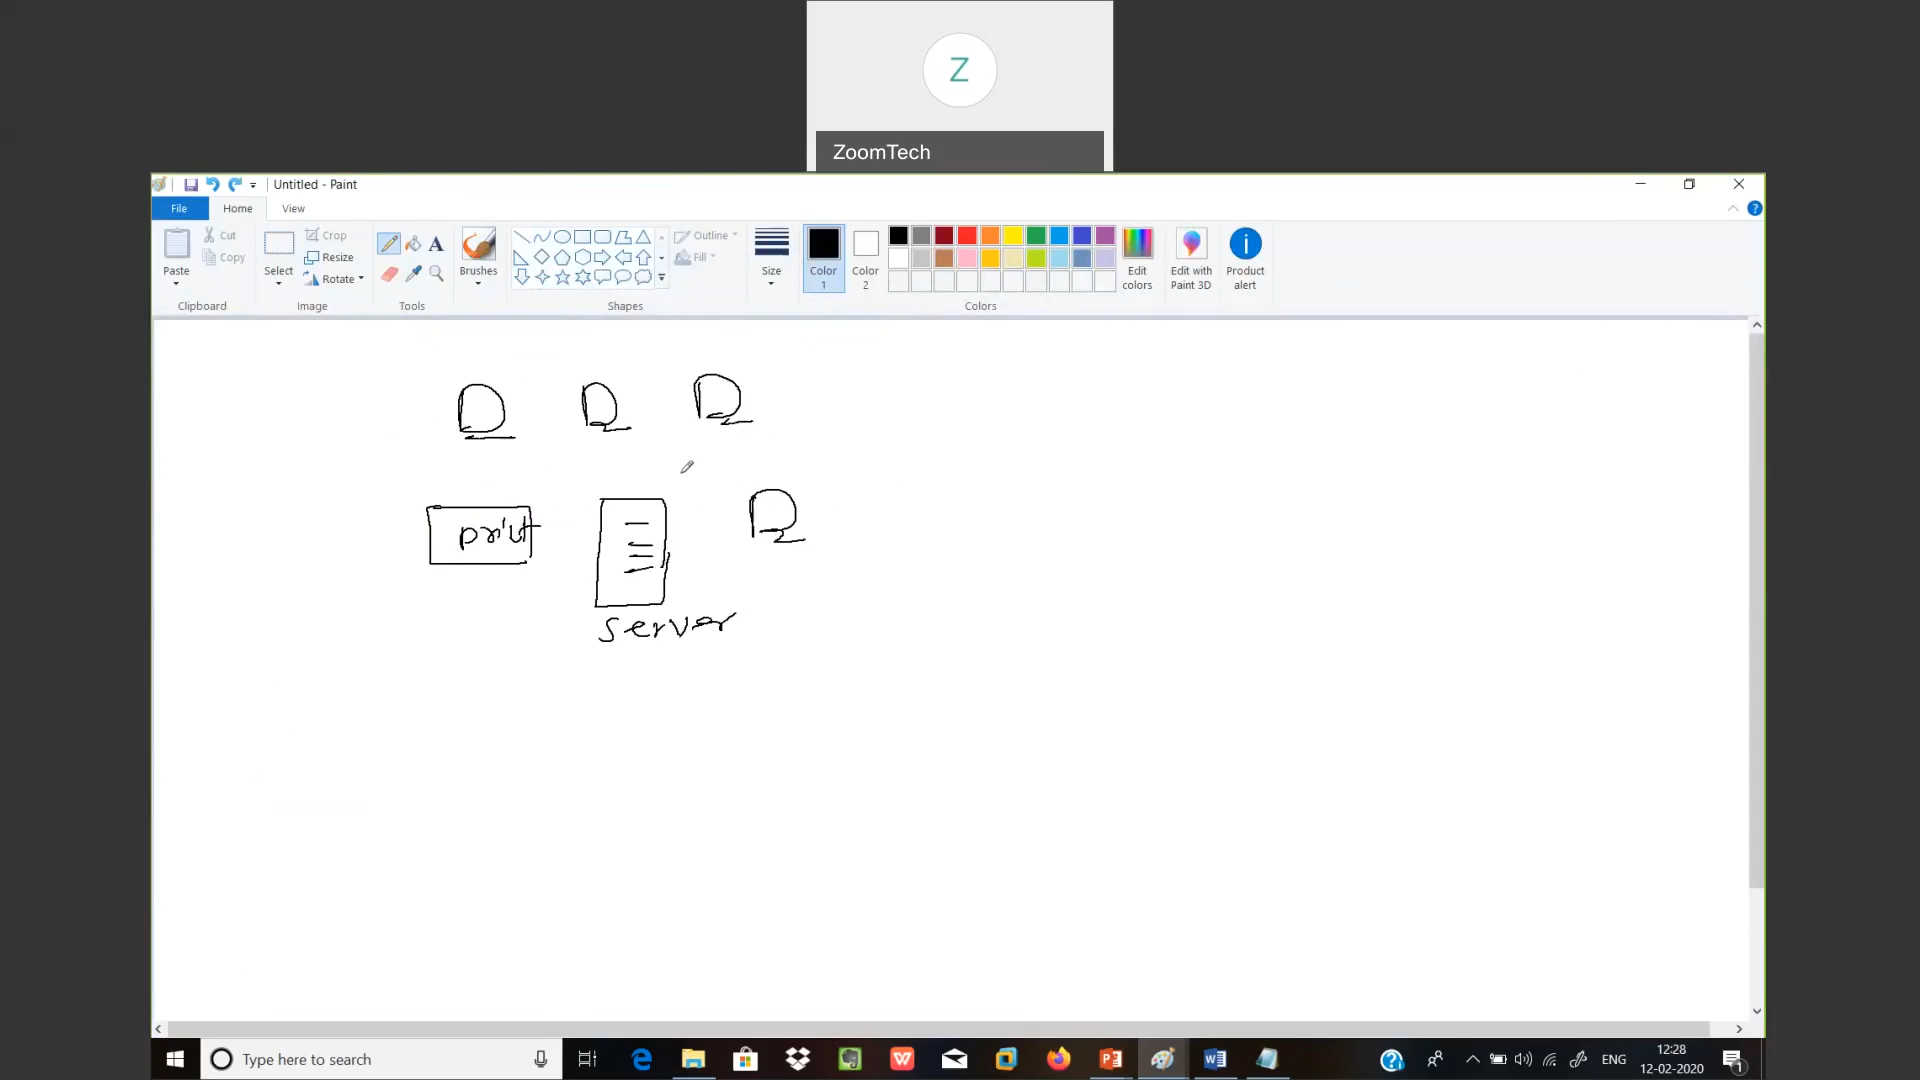 Z
ZoomTech
Untitled - Paint
File Home View
Paste
Cut
Copy
Clipboard
Select
Crop
Resize
Rotate
Image
A
Tools
Brushes
Outline
Fill
Shapes
Size
Color 1
Color 2
Edit colors
Colors
Edit with Paint 3D
Product alert
print
server
Type here to search
ENG
12:28
12-02-2020
1